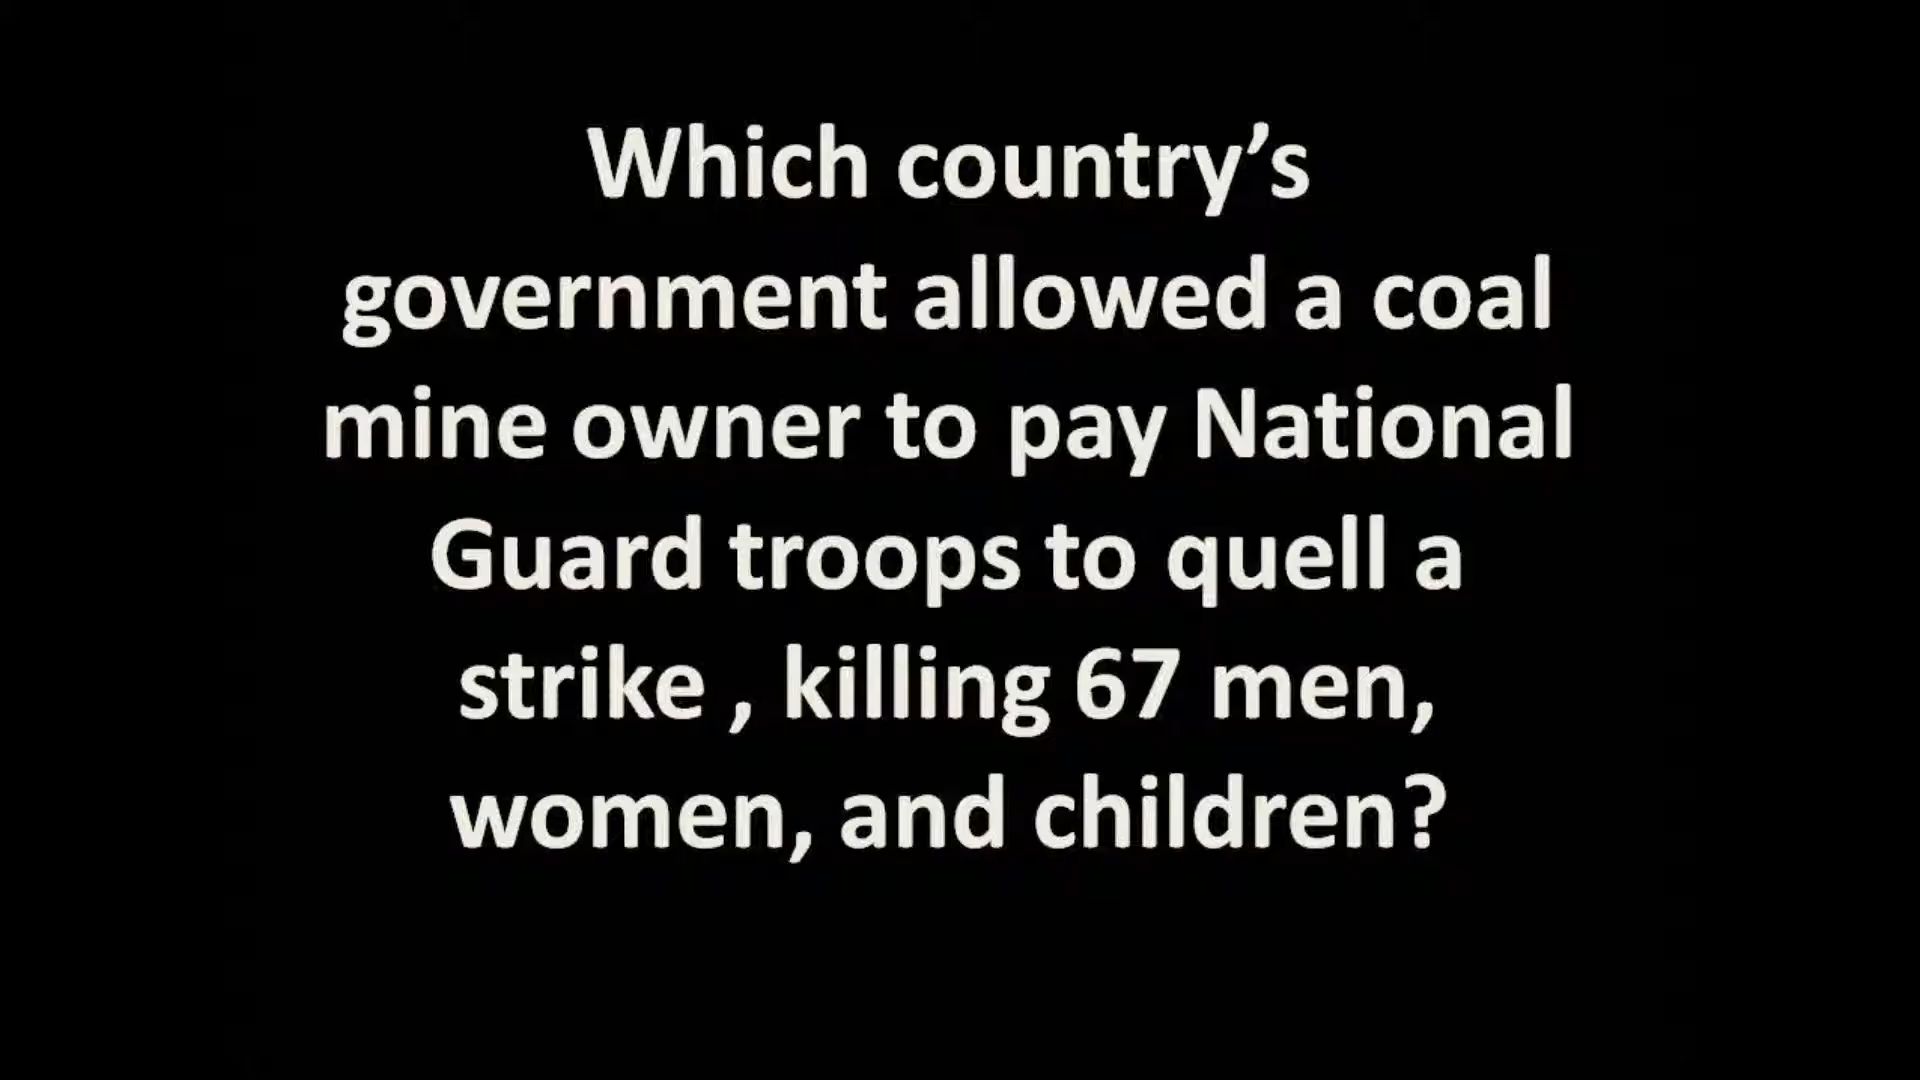 Which country’s
government allowed a coal
mine owner to pay National
Guard troops to quell a
strike , killing 67 men,
women, and children?